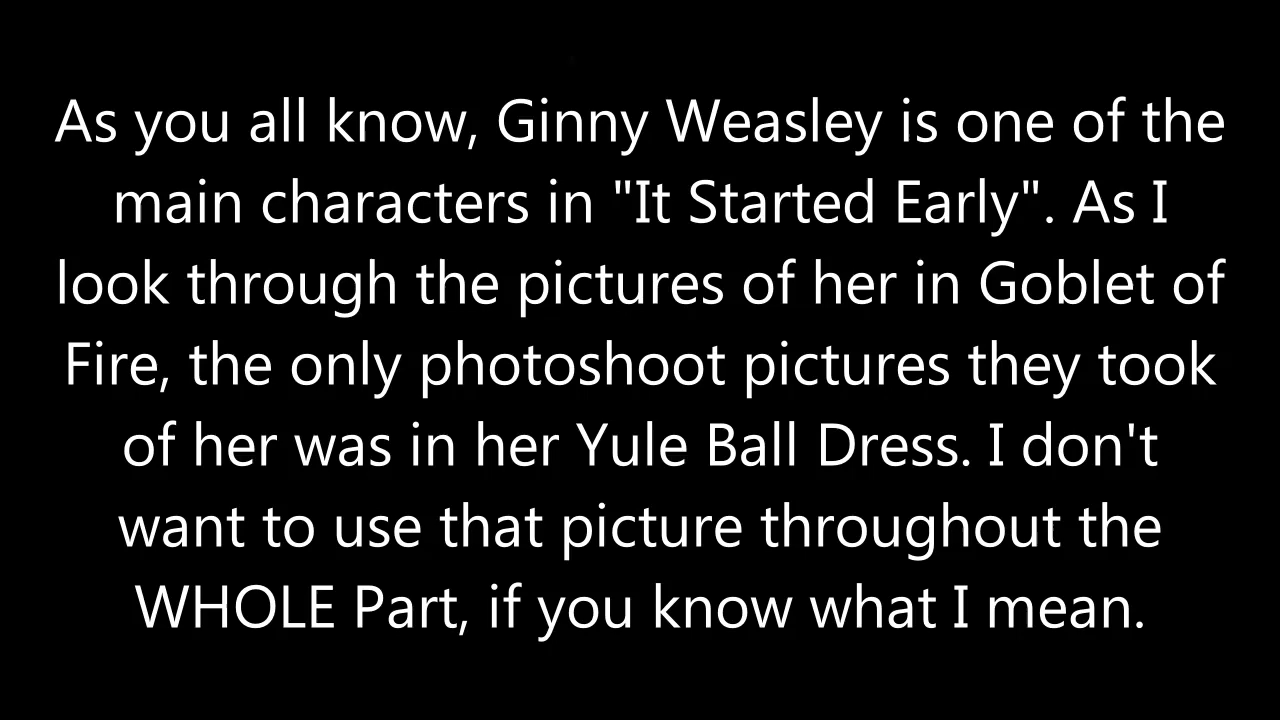 As you all know, Ginny Weasley is one of the
main characters in "It Started Early". As I
look through the pictures of her in Goblet of
Fire, the only photoshoot pictures they took
of her was in her Yule Ball Dress. I don't
want to use that picture throughout the
WHOLE Part, if you know what I mean.